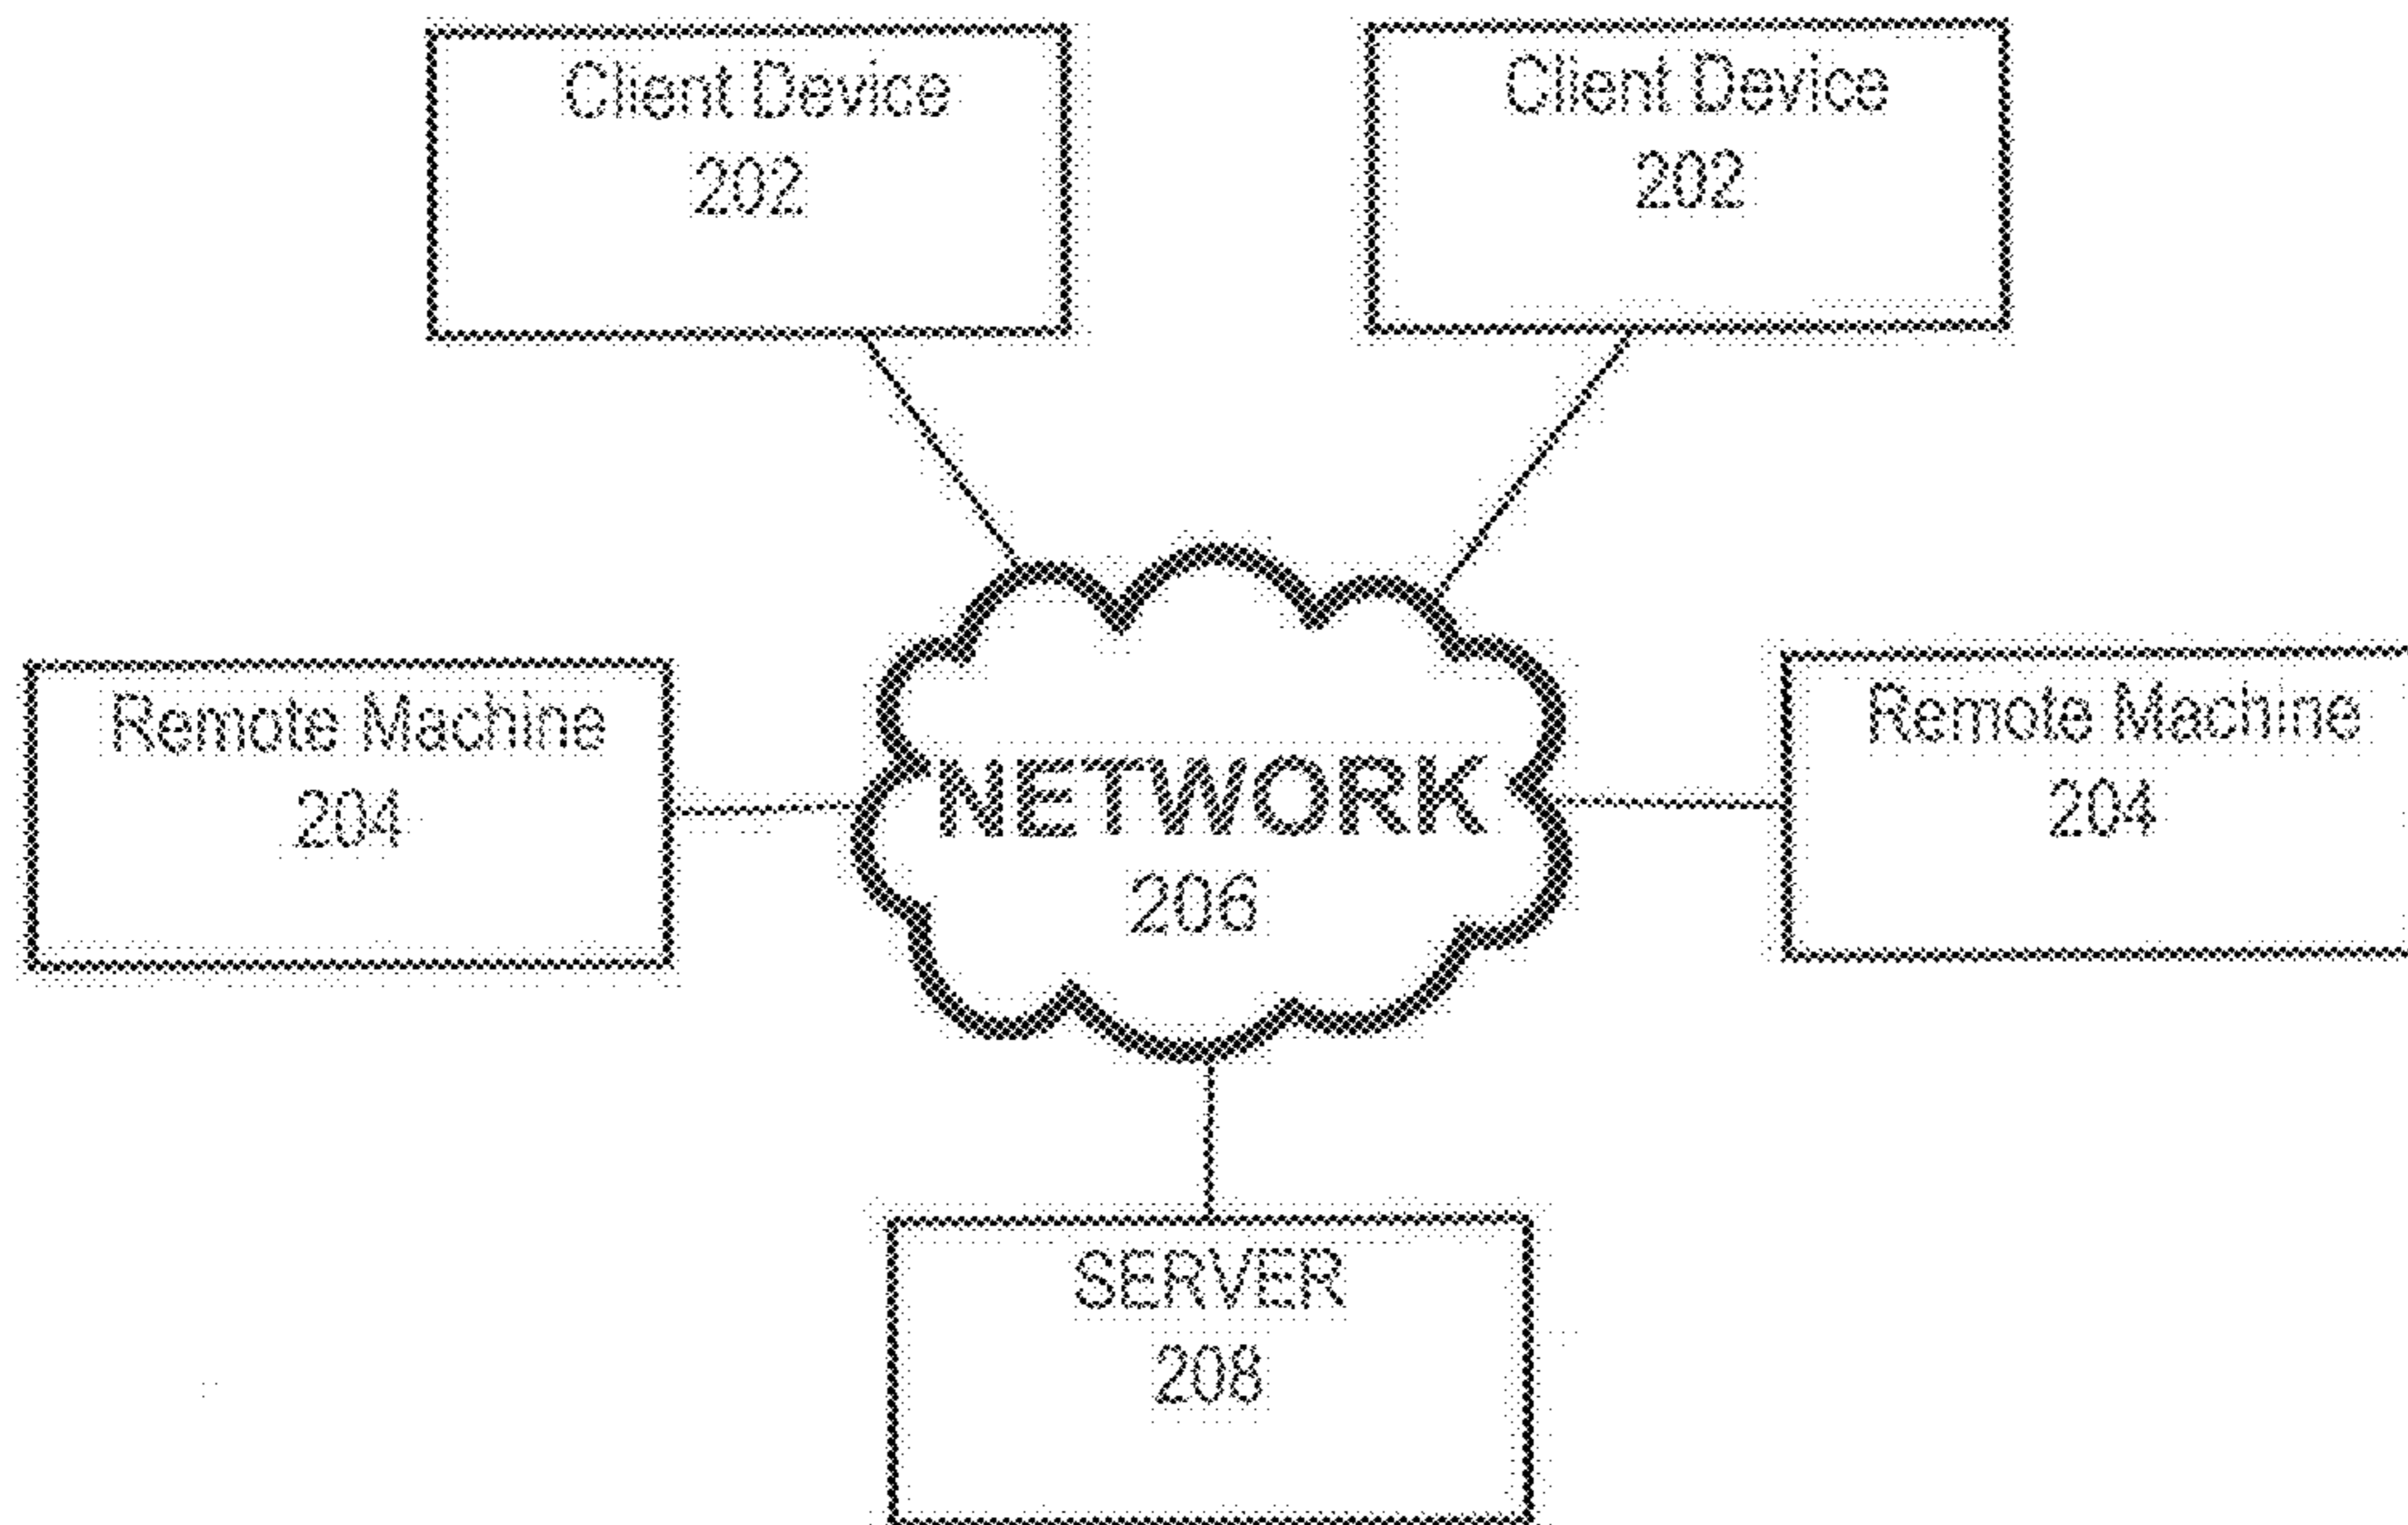 Client Device
202
Client Device
202
Remote Machine
204
NETWORK
206
Remote Machine
204
SERVER
208